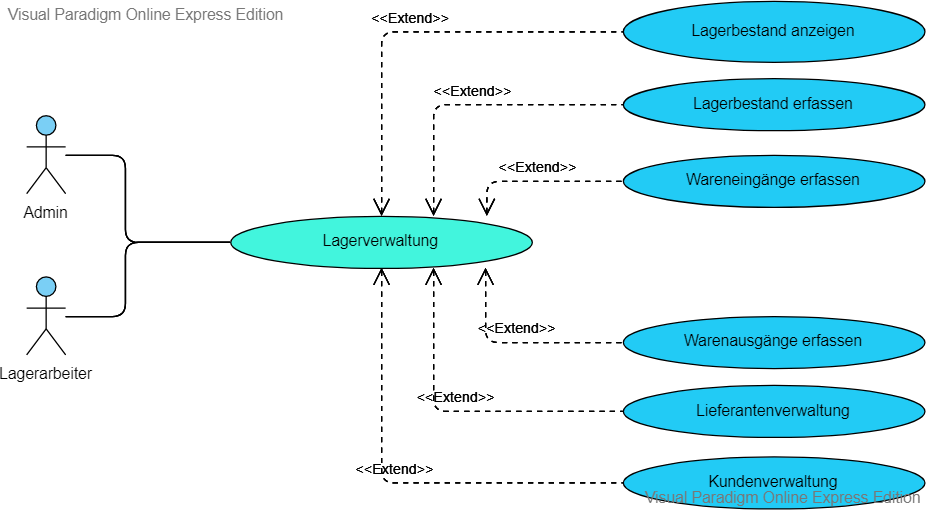 Visual Paradigm Online Express Edition
<<Extend>>
Lagerbestand anzeigen
<<Extend>>
Lagerbestand erfassen
<<Extend>>
Wareneingänge erfassen
Admin
Lagerverwaltung
Lagerarbeiter
<<Extend>>
Warenausgänge erfassen
<<Extend>>
Lieferantenverwaltung
<<Extend>>
Kundenverwaltung
Visual Paradigm Online Express Edition